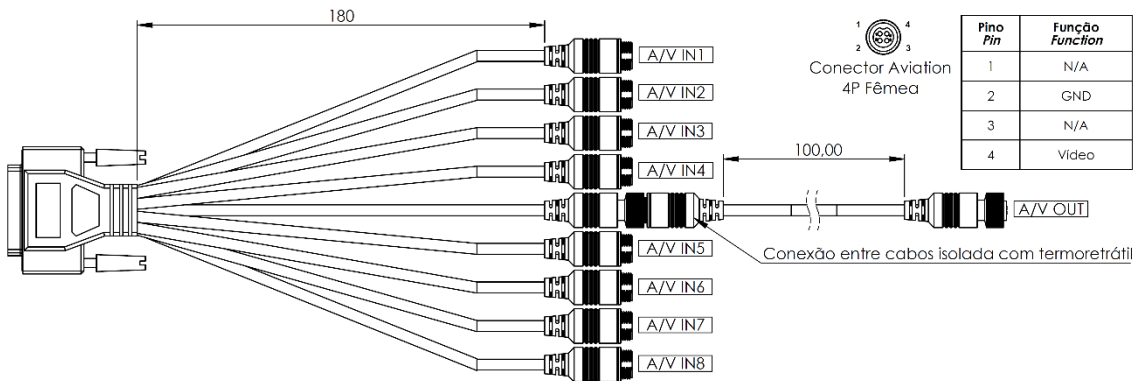 180
A/V IN1
A/V IN2
A/V IN3
A/V IN4
A/V IN5
A/V IN6
A/V IN7
A/V IN8
1 4
2 3
Conector Aviation
4P Fêmea
Pino Função
Pin Function
1 N/A
2 GND
3 N/A
4 Vídeo
100,00
A/V OUT
Conexão entre cabos isolada com termoretrátil